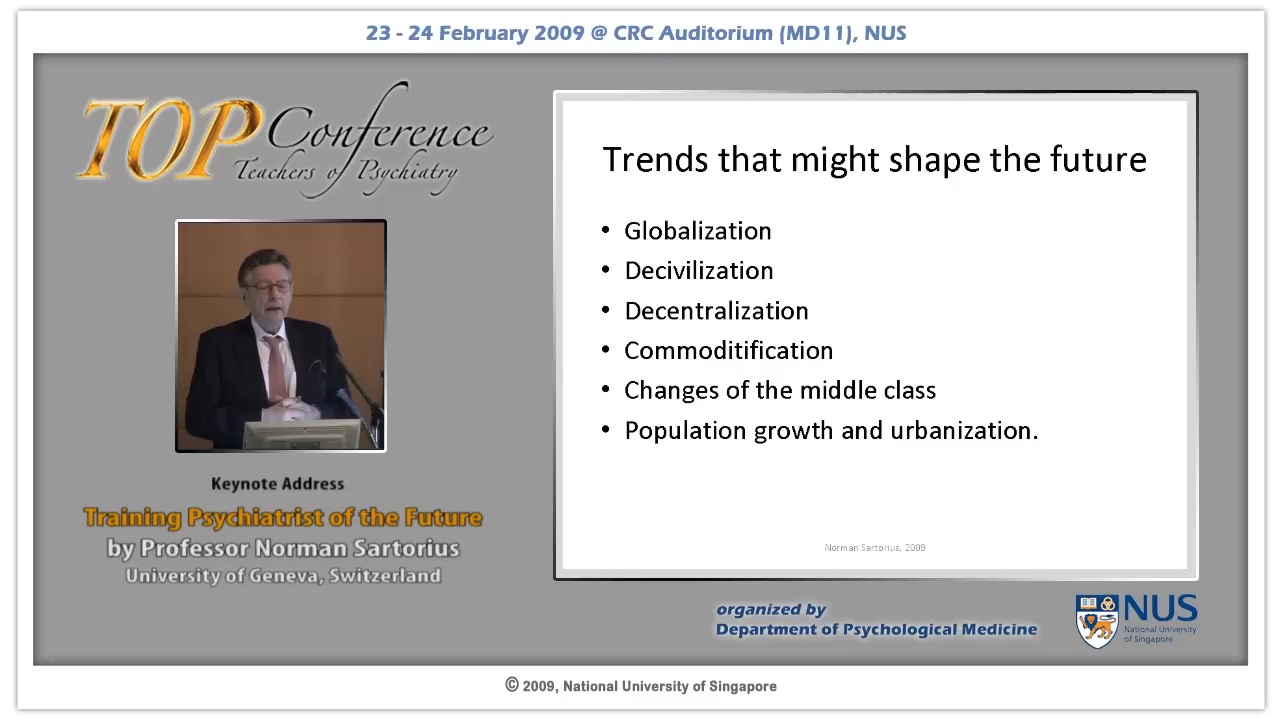 23 - 24 February 2009 @ CRC Auditorium (MD11), NUS
TOP Conference
Teachers of Psychiatry
Keynote Address
Training Psychiatrist of the Future
by Professor Norman Sartorius
University of Geneva, Switzerland
Trends that might shape the future
• Globalization
• Decivilization
• Decentralization
• Commoditification
• Changes of the middle class
• Population growth and urbanization.
Norman Sartorius, 2009
organized by
Department of Psychological Medicine
NUS
National University
of Singapore
© 2009, National University of Singapore